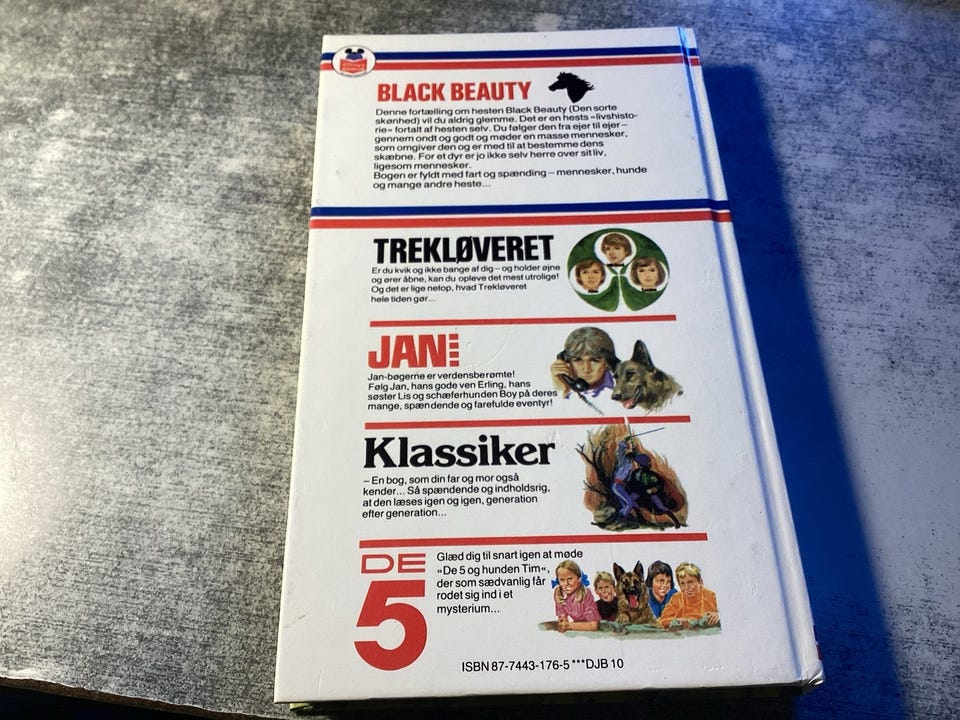 BLACK BEAUTY
Denne fortælling om hesten Black Beauty (Den sorte
skønhed) vil du aldrig glemme. Det er en hests »livshisto-
rie« fortalt af hesten selv. Du følger den fra ejer til ejer –
gennem ondt og godt og møder en masse mennesker,
som omgiver den og er med til at bestemme dens
skæbne. For et dyr er jo ikke selv herre over sit liv,
ligesom mennesker.
Bogen er fyldt med fart og spænding – mennesker, hunde
og mange andre heste...
TREKLØVERET
Er du kvik og ikke bange af dig – og holder øjne
og ører åbne, kan du opleve det mest utrolige!
Og det er lige netop, hvad Trekløveret
hele tiden gør...
JAN
Jan-bøgerne er verdensberømte!
Følg Jan, hans gode ven Erling, hans
søster Lis og schæferhunden Boy på deres
mange, spændende og farefulde eventyr!
Klassiker
– En bog, som din far og mor også
kender... Så spændende og indholdsrig,
at den læses igen og igen, generation
efter generation...
DE
5
Glæd dig til snart igen at møde
»De 5 og hunden Tim«,
der som sædvanlig får
rodet sig ind i et
mysterium...
ISBN 87-7443-176-5 ***DJB 10